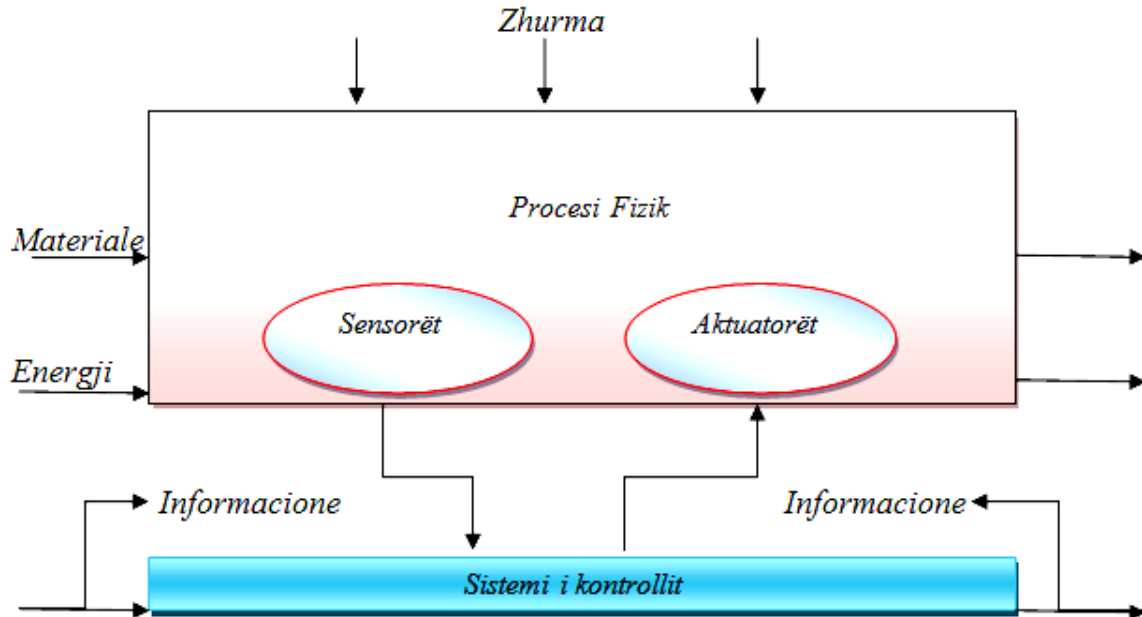 Zhurma
Procesi Fizik
Materiale
Sensorët
Aktuatorët
Energji
Informacione
Informacione
Sistemi i kontrollit